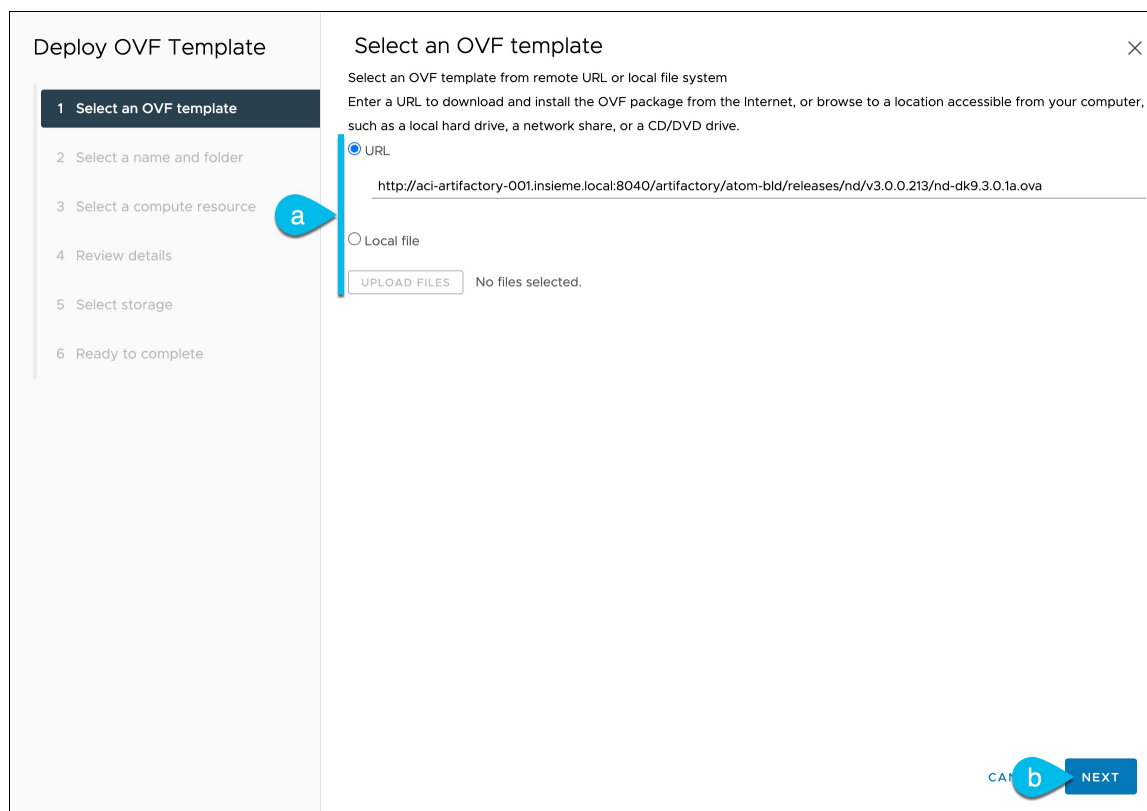 Deploy OVF Template
1 Select an OVF template
2 Select a name and folder
3 Select a compute resource
4 Review details
5 Select storage
6 Ready to complete
Select an OVF template
Select an OVF template from remote URL or local file system
Enter a URL to download and install the OVF package from the Internet, or browse to a location accessible from your computer,
such as a local hard drive, a network share, or a CD/DVD drive.
URL
http://aci-artifactory-001.insieme.local:8040/artifactory/atom-bld/releases/nd/v3.0.0.213/nd-dk9.3.0.1a.ova
a
Local file
UPLOAD FILES No files selected.
b NEXT